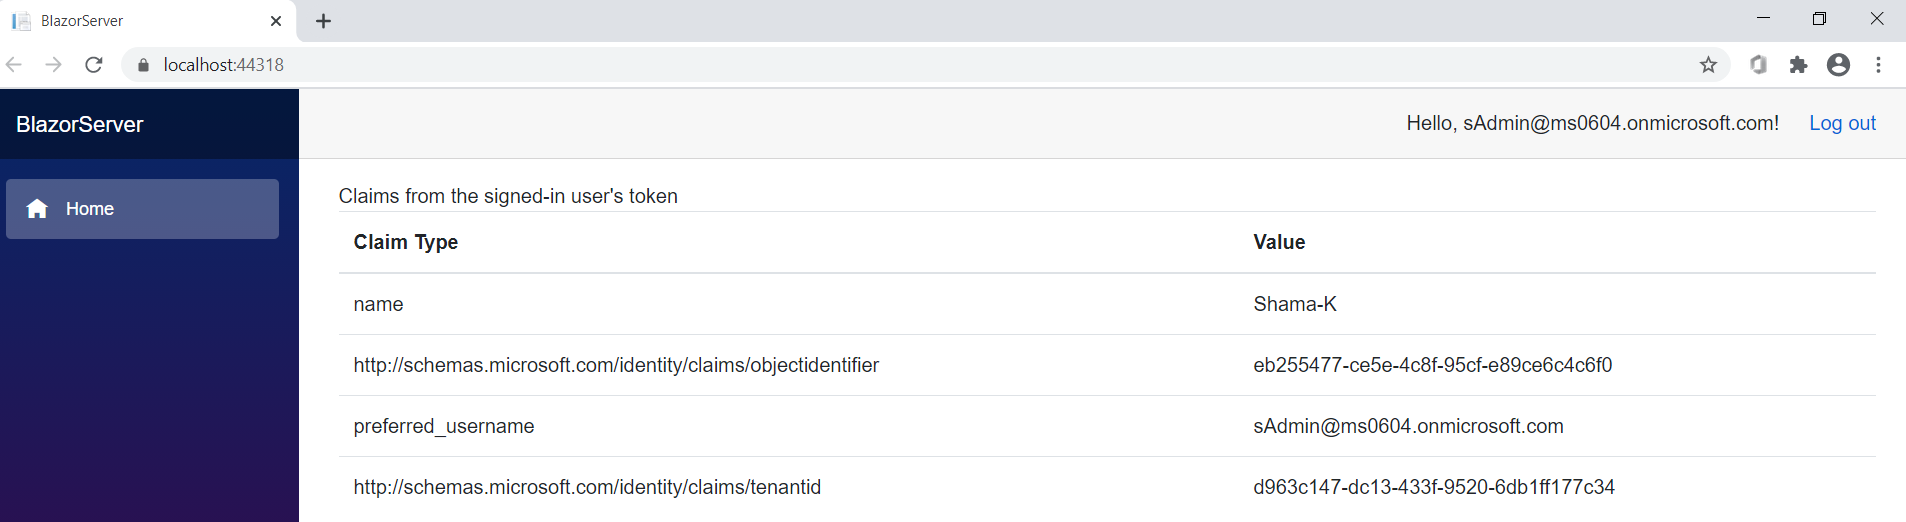 BlazorServer
localhost:44318
BlazorServer
Hello, sAdmin@ms0604.onmicrosoft.com! Log out
Home
Claims from the signed-in user's token
Claim Type Value
name Shama-K
http://schemas.microsoft.com/identity/claims/objectidentifier eb255477-ce5e-4c8f-95cf-e89ce6c4c6f0
preferred_username sAdmin@ms0604.onmicrosoft.com
http://schemas.microsoft.com/identity/claims/tenantid d963c147-dc13-433f-9520-6db1ff177c34